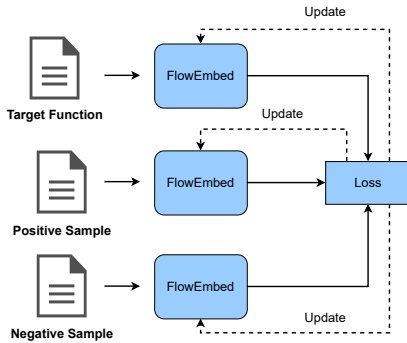 Update
FlowEmbed
Target Function
Update
FlowEmbed
Loss
Positive Sample
FlowEmbed
Update
Negative Sample